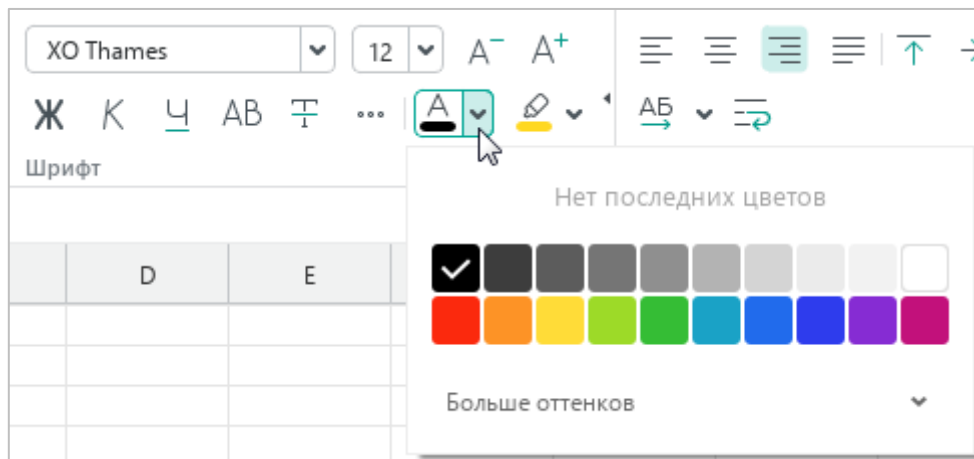 XO Thames 12 A⁻ A⁺
Ж К Ч АВ Т А АБ
Шрифт
Нет последних цветов
D E
Больше оттенков